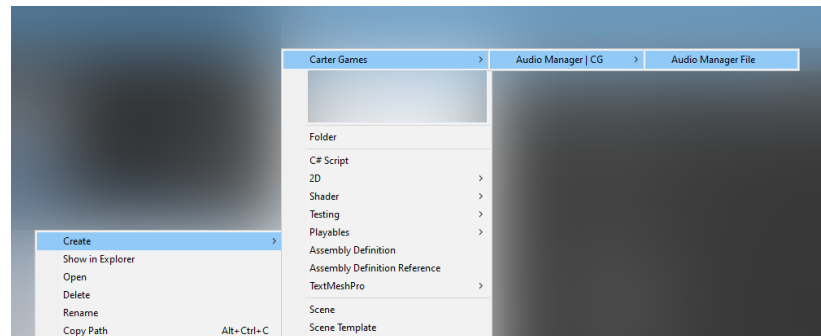 Carter Games
Audio Manager | CG
Audio Manager File
Folder
C# Script
2D
Shader
Testing
Playables
Assembly Definition
Assembly Definition Reference
TextMeshPro
Scene
Scene Template
Create
Show in Explorer
Open
Delete
Rename
Copy Path Alt+Ctrl+C